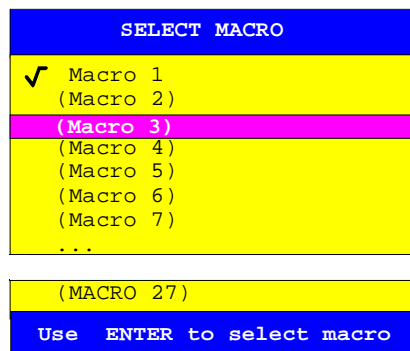 SELECT MACRO
√ Macro 1
(Macro 2)
(Macro 3)
(Macro 4)
(Macro 5)
(Macro 6)
(Macro 7)
...
(MACRO 27)
Use ENTER to select macro